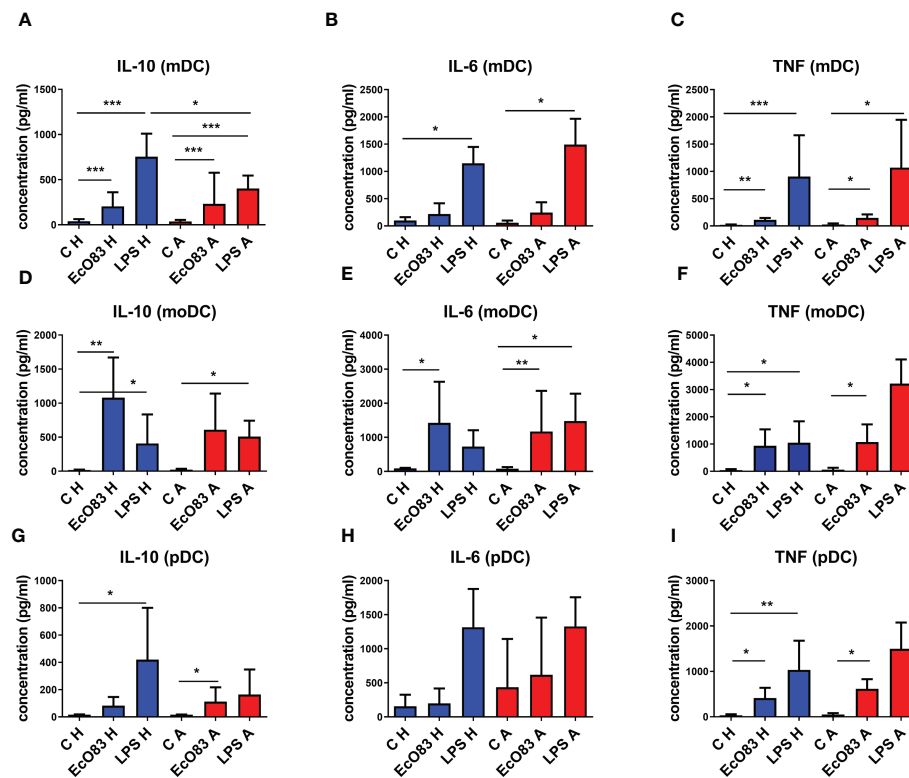 A
B
C
IL-10 (mDC)
IL-6 (mDC)
TNF (mDC)
concentration (pg/ml)
1500
1000
500
0
***
*
***
***
***
C H
EcO83 H
LPS H
C A
EcO83 A
LPS A
concentration (pg/ml)
2500
2000
1500
1000
500
0
*
*
C H
EcO83 H
LPS H
C A
EcO83 A
LPS A
concentration (pg/ml)
2500
2000
1500
1000
500
0
***
*
**
*
C H
EcO83 H
LPS H
C A
EcO83 A
LPS A
D
E
F
IL-10 (moDC)
IL-6 (moDC)
TNF (moDC)
concentration (pg/ml)
2000
1500
1000
500
0
**
*
*
C H
EcO83 H
LPS H
C A
EcO83 A
LPS A
concentration (pg/ml)
4000
3000
2000
1000
0
*
*
**
C H
EcO83 H
LPS H
C A
EcO83 A
LPS A
concentration (pg/ml)
5000
4000
3000
2000
1000
0
*
*
*
C H
EcO83 H
LPS H
C A
EcO83 A
LPS A
G
H
I
IL-10 (pDC)
IL-6 (pDC)
TNF (pDC)
concentration (pg/ml)
1000
800
600
400
200
0
*
*
C H
EcO83 H
LPS H
C A
EcO83 A
LPS A
concentration (pg/ml)
2000
1500
1000
500
0
C H
EcO83 H
LPS H
C A
EcO83 A
LPS A
concentration (pg/ml)
3000
2000
1000
0
**
*
*
C H
EcO83 H
LPS H
C A
EcO83 A
LPS A